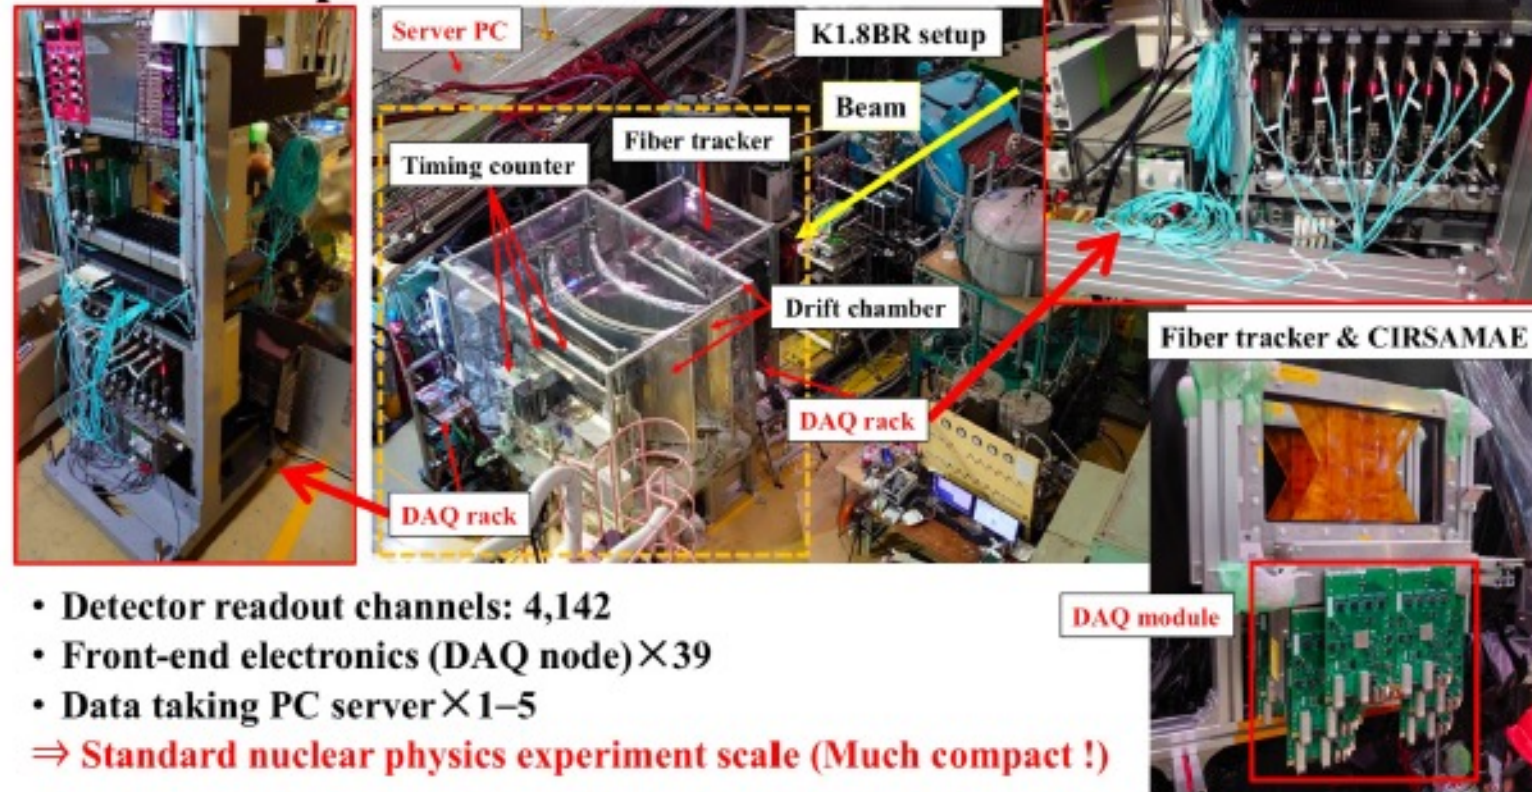 Server PC
K1.8BR setup
Beam
Fiber tracker
Timing counter
Drift chamber
Fiber tracker & CIRSAMAE
DAQ rack
DAQ rack
DAQ module
• Detector readout channels: 4,142
• Front-end electronics (DAQ node)×39
• Data taking PC server×1–5
⇒ Standard nuclear physics experiment scale (Much compact !)